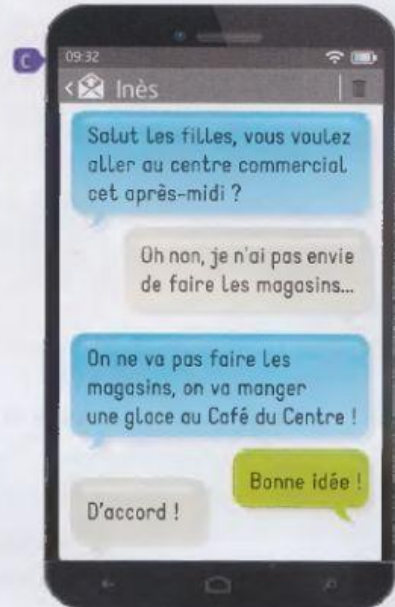 C
09:32
< Inès
Salut les filles, vous voulez
aller au centre commercial
cet après-midi ?
Oh non, je n'ai pas envie
de faire les magasins...
On ne va pas faire les
magasins, on va manger
une glace au Café du Centre !
Bonne idée !
D'accord !